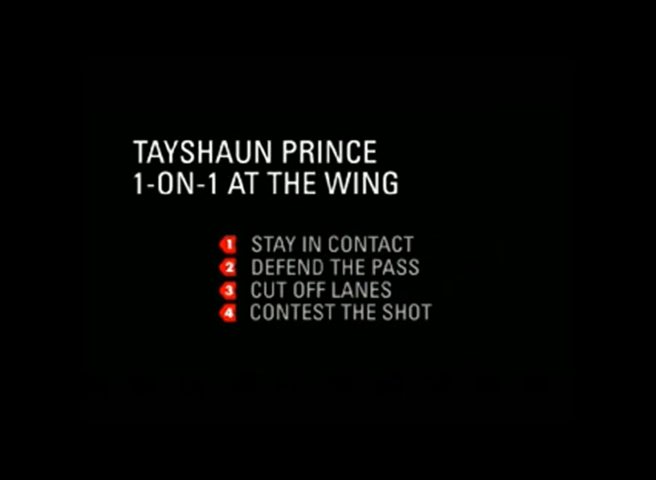 TAYSHAUN PRINCE
1-ON-1 AT THE WING
1 STAY IN CONTACT
2 DEFEND THE PASS
3 CUT OFF LANES
4 CONTEST THE SHOT